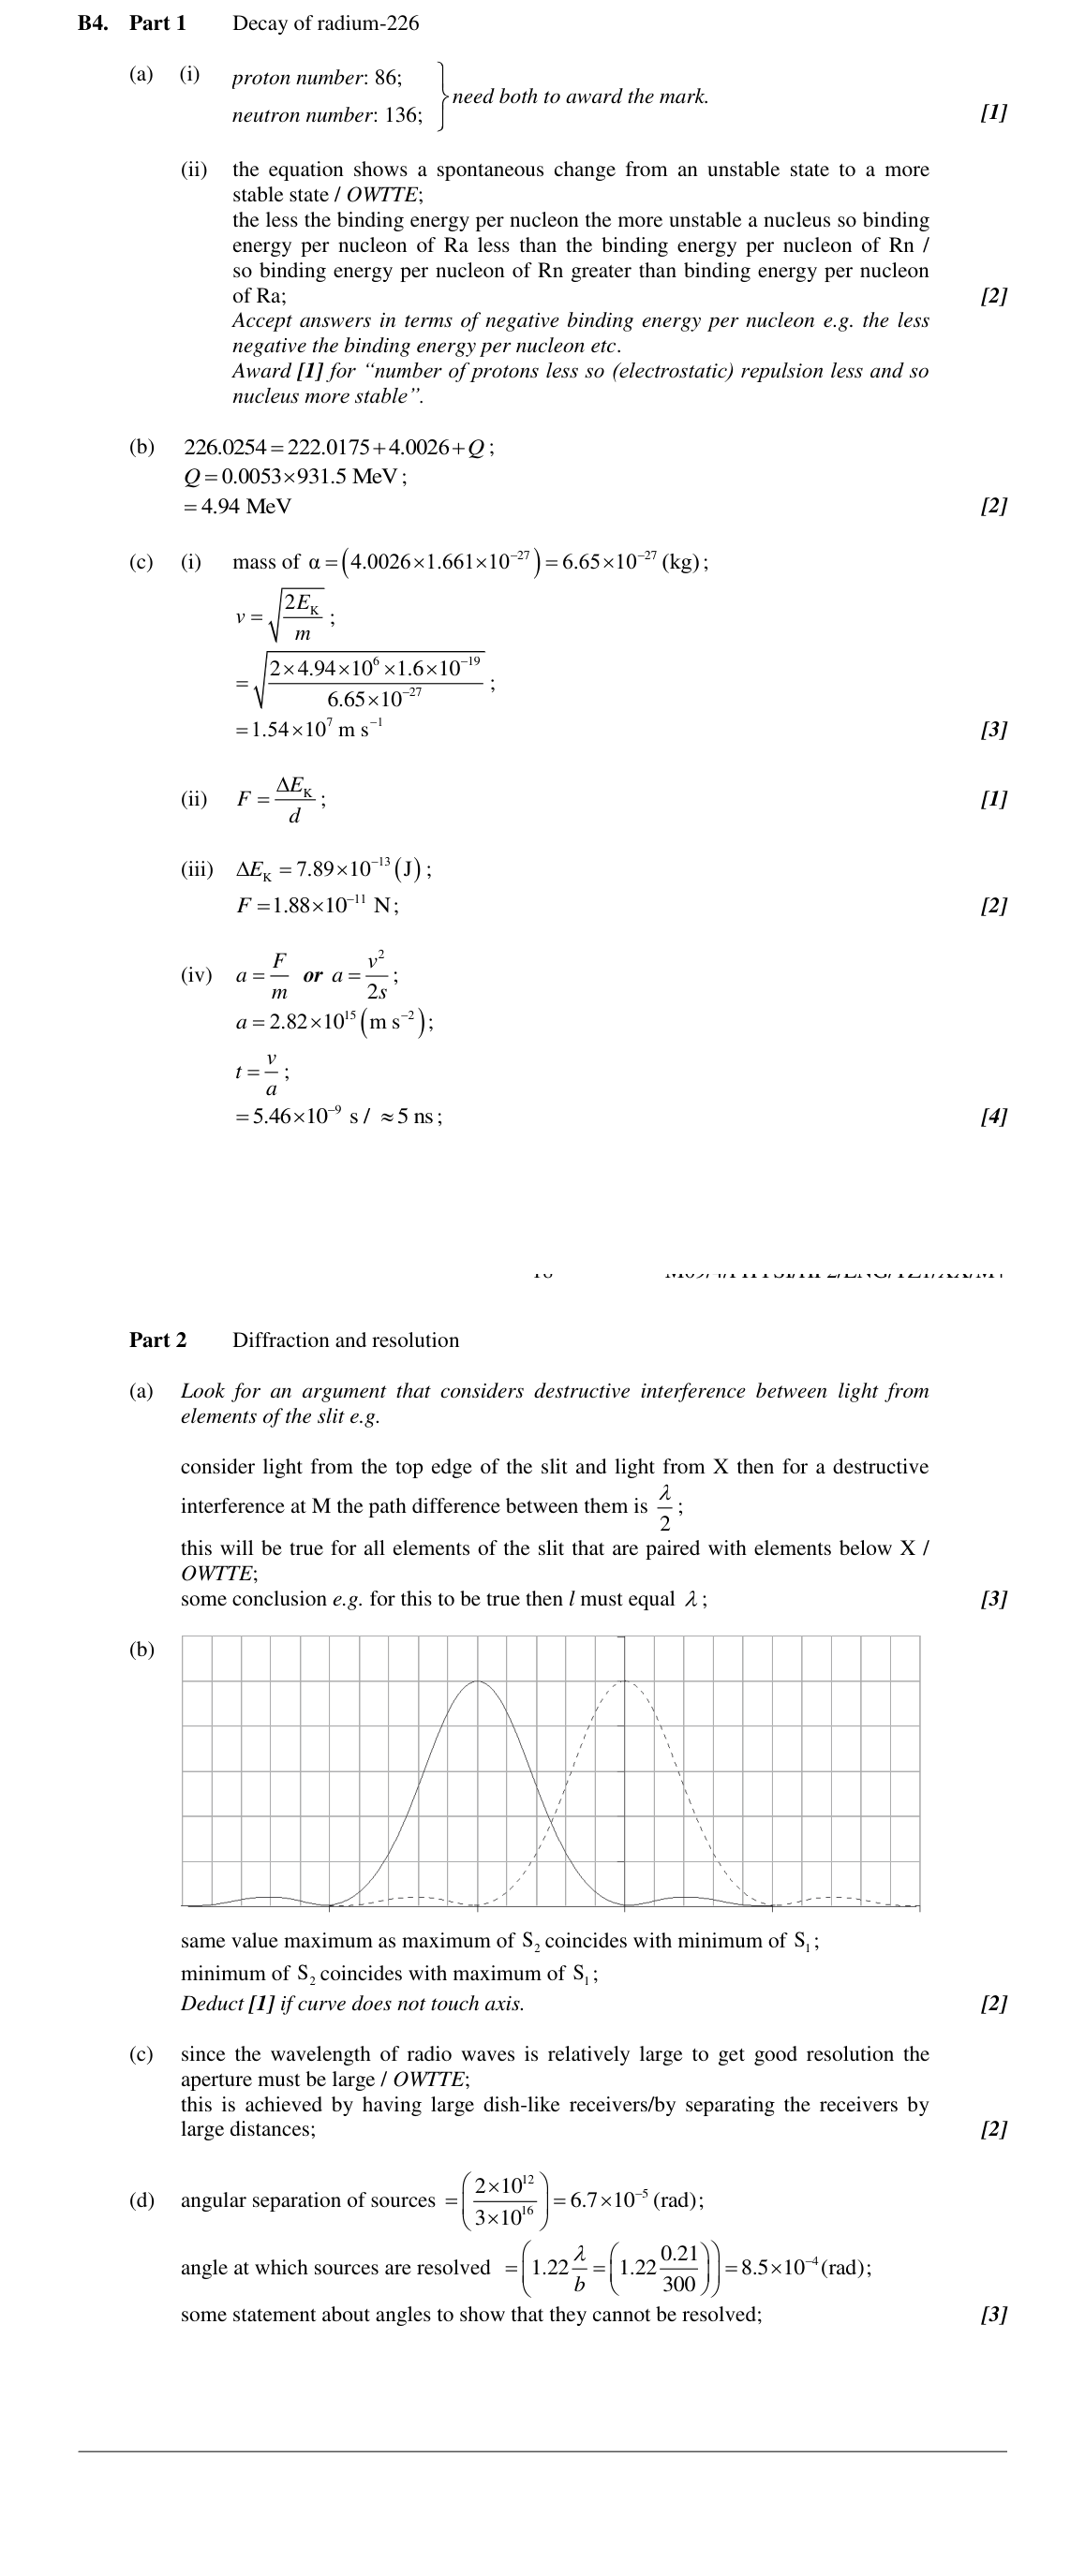 B4. Part 1 Decay of radium-226
(a) (i) proton number: 86;
neutron number: 136;
need both to award the mark.
[1]
(ii) the equation shows a spontaneous change from an unstable state to a more
stable state / OWTTE;
the less the binding energy per nucleon the more unstable a nucleus so binding
energy per nucleon of Ra less than the binding energy per nucleon of Rn /
so binding energy per nucleon of Rn greater than binding energy per nucleon
of Ra; [2]
Accept answers in terms of negative binding energy per nucleon e.g. the less
negative the binding energy per nucleon etc.
Award [1] for “number of protons less so (electrostatic) repulsion less and so
nucleus more stable”.
(b) 226.0254 = 222.0175 + 4.0026 + Q ;
Q = 0.0053×931.5 MeV ;
= 4.94 MeV [2]
(c) (i) mass of α = (4.0026×1.661×10⁻²⁷) = 6.65×10⁻²⁷ (kg) ;
v = √(2E_K / m) ;
= √(2×4.94×10⁶×1.6×10⁻¹⁹ / 6.65×10⁻²⁷) ;
= 1.54×10⁷ m s⁻¹ [3]
(ii) F = ΔE_K / d ; [1]
(iii) ΔE_K = 7.89×10⁻¹³ (J) ;
F = 1.88×10⁻¹¹ N; [2]
(iv) a = F / m or a = v² / 2s ;
a = 2.82×10¹⁵ (m s⁻²) ;
t = v / a ;
= 5.46×10⁻⁹ s / ≈ 5 ns ; [4]
Part 2 Diffraction and resolution
(a) Look for an argument that considers destructive interference between light from
elements of the slit e.g.
consider light from the top edge of the slit and light from X then for a destructive
interference at M the path difference between them is λ / 2 ;
this will be true for all elements of the slit that are paired with elements below X /
OWTTE;
some conclusion e.g. for this to be true then l must equal λ ; [3]
(b)
same value maximum as maximum of S₂ coincides with minimum of S₁ ;
minimum of S₂ coincides with maximum of S₁ ;
Deduct [1] if curve does not touch axis. [2]
(c) since the wavelength of radio waves is relatively large to get good resolution the
aperture must be large / OWTTE;
this is achieved by having large dish-like receivers/by separating the receivers by
large distances; [2]
(d) angular separation of sources = (2×10¹² / 3×10¹⁶) = 6.7×10⁻⁵ (rad);
angle at which sources are resolved = (1.22 λ / b = (1.22 0.21 / 300)) = 8.5×10⁻⁴ (rad);
some statement about angles to show that they cannot be resolved; [3]